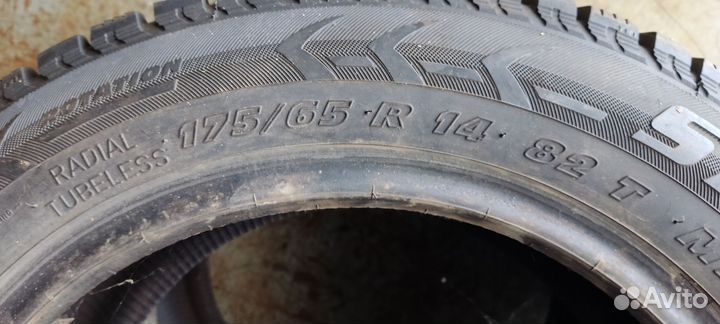 ROTATION
RADIAL
TUBELESS
175/65 R 14 82 T
Avito